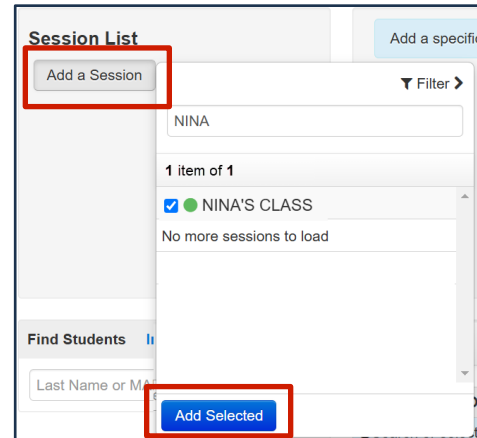 Session List
Add a specific
Add a Session
Filter
NINA
1 item of 1
NINA'S CLASS
No more sessions to load
Find Students
Last Name or MA
Add Selected